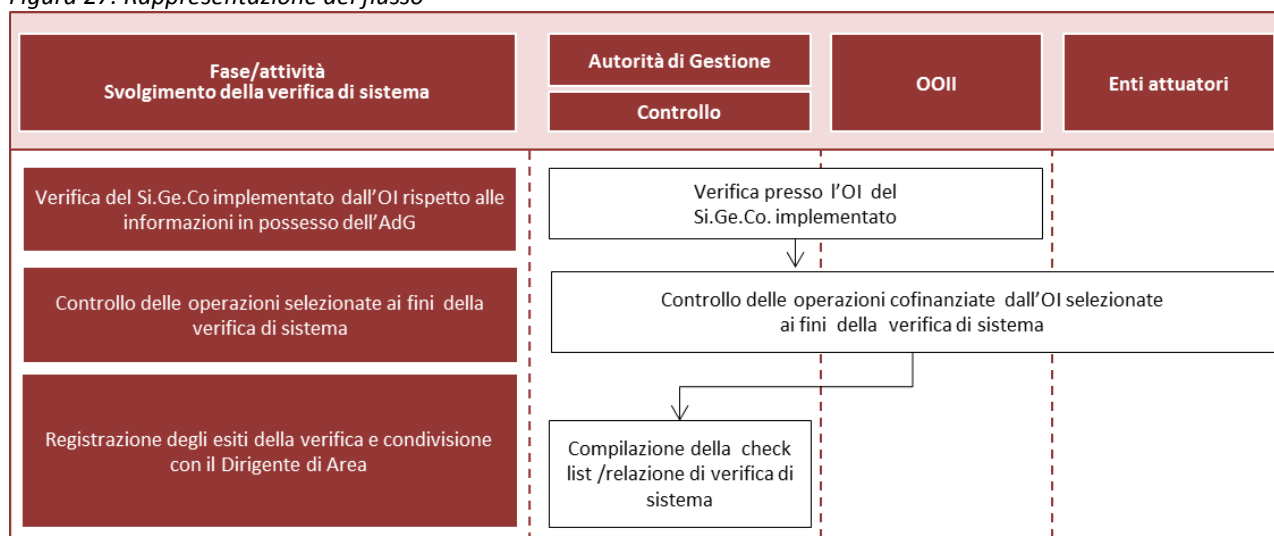 Figura 27: Rappresentazione del flusso
Fase/attività
Svolgimento della verifica di sistema
Autorità di Gestione
Controllo
OOII
Enti attuatori
Verifica del Si.Ge.Co implementato dall'OI rispetto alle
informazioni in possesso dell'AdG
Verifica presso l'OI del
Si.Ge.Co. implementato
Controllo delle operazioni selezionate ai fini della
verifica di sistema
Controllo delle operazioni cofinanziate dall'OI selezionate
ai fini della verifica di sistema
Registrazione degli esiti della verifica e condivisione
con il Dirigente di Area
Compilazione della check
list /relazione di verifica di
sistema